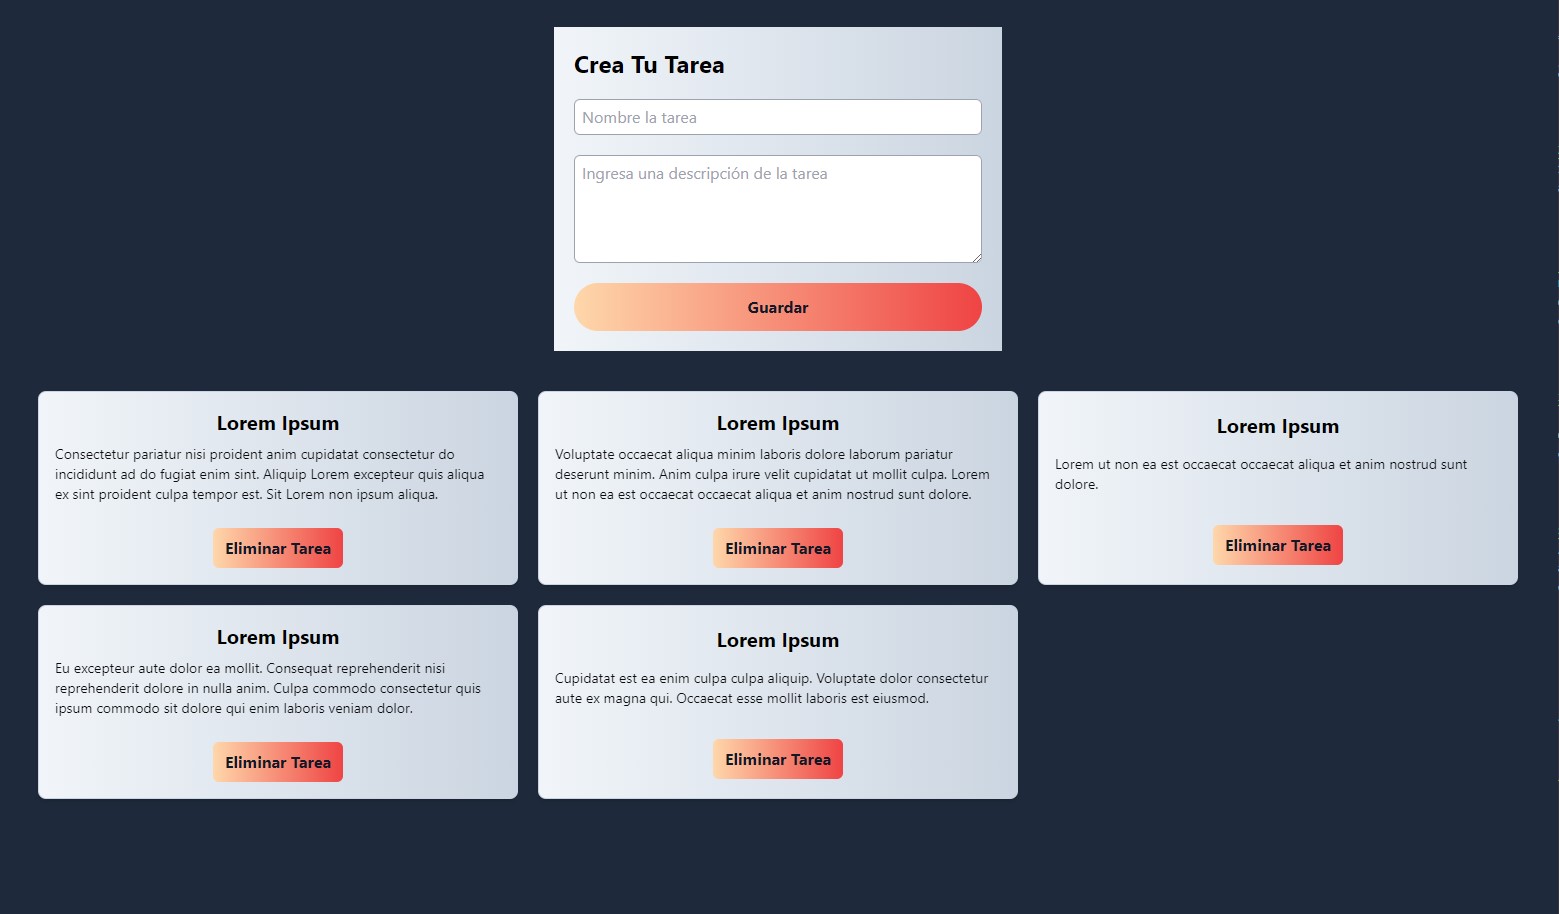 Crea Tu Tarea
Nombre la tarea
Ingresa una descripción de la tarea
Guardar
Lorem Ipsum
Consectetur pariatur nisi proident anim cupidatat consectetur do
incididunt ad do fugiat enim sint. Aliquip Lorem excepteur quis aliqua
ex sint proident culpa tempor est. Sit Lorem non ipsum aliqua.
Eliminar Tarea
Lorem Ipsum
Voluptate occaecat aliqua minim laboris dolore laborum pariatur
deserunt minim. Anim culpa irure velit cupidatat ut mollit culpa. Lorem
ut non ea est occaecat occaecat aliqua et anim nostrud sunt dolore.
Eliminar Tarea
Lorem Ipsum
Lorem ut non ea est occaecat occaecat aliqua et anim nostrud sunt
dolore.
Eliminar Tarea
Lorem Ipsum
Eu excepteur aute dolor ea mollit. Consequat reprehenderit nisi
reprehenderit dolore in nulla anim. Culpa commodo consectetur quis
ipsum commodo sit dolore qui enim laboris veniam dolor.
Eliminar Tarea
Lorem Ipsum
Cupidatat est ea enim culpa culpa aliquip. Voluptate dolor consectetur
aute ex magna qui. Occaecat esse mollit laboris est eiusmod.
Eliminar Tarea